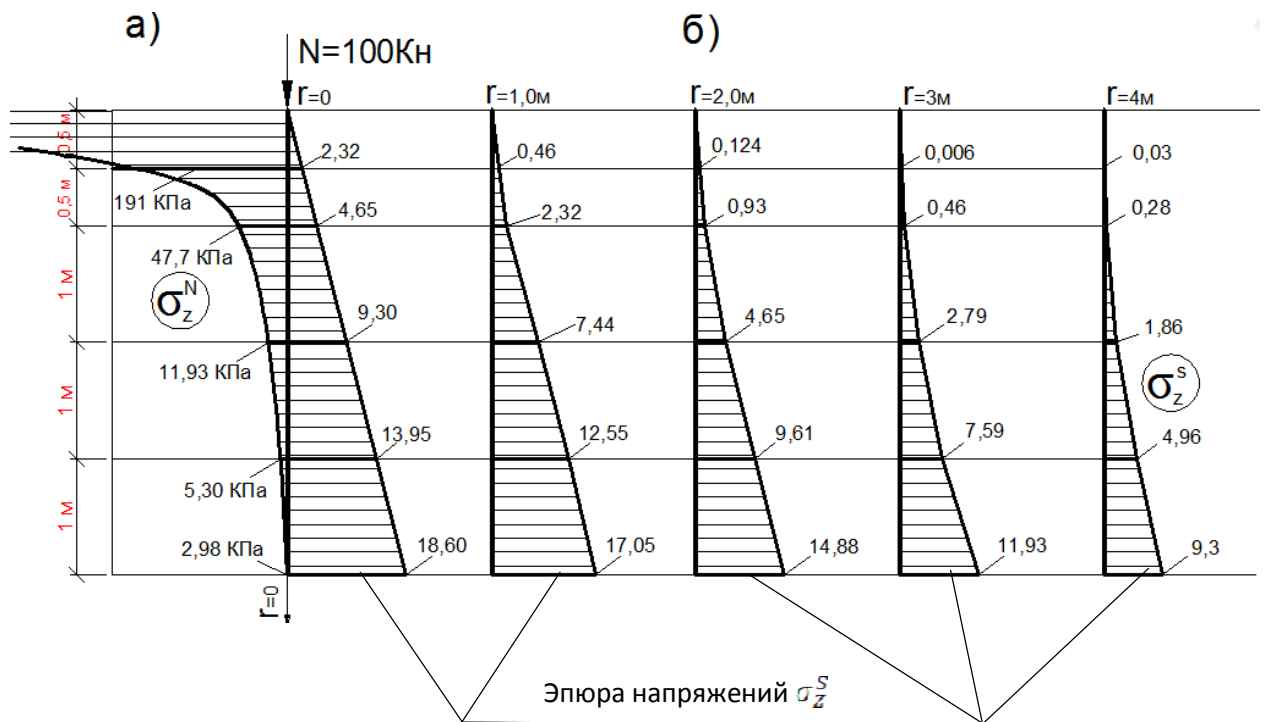 а) б)
N=100Кн
r=0 r=1,0м r=2,0м r=3м r=4м
0,5 м
2,32 0,46 0,124 0,006 0,03
191 КПа
0,5 м
4,65 2,32 0,93 0,46 0,28
47,7 КПа
1 М
σzN
9,30 7,44 4,65 2,79 1,86
11,93 КПа
σzs
1 М
13,95 12,55 9,61 7,59 4,96
5,30 КПа
1 М
2,98 КПа 18,60 17,05 14,88 11,93 9,3
r=0
Эпюра напряжений σzS